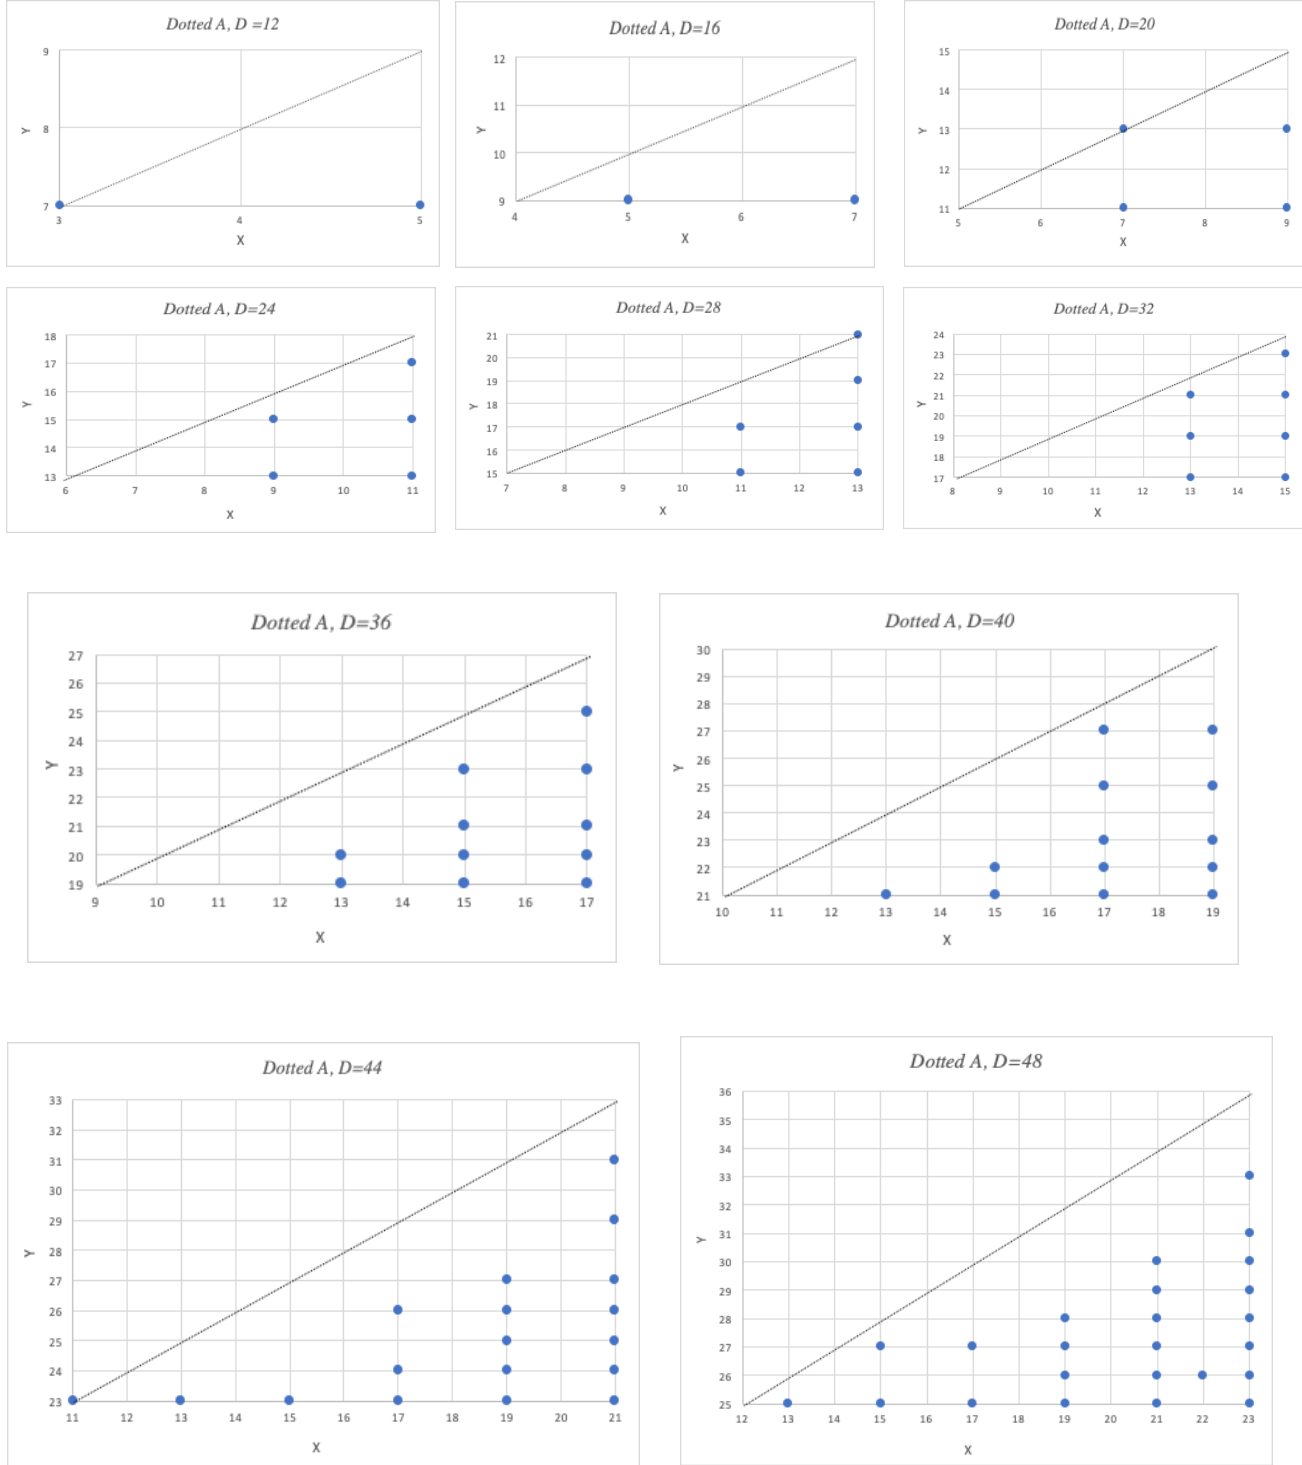 Dotted A, D =12
9
8
Y
7
3 4 5
X
Dotted A, D=16
12
11
Y
10
9
4 5 6 7
X
Dotted A, D=20
15
14
Y
13
12
11
5 6 7 8 9
X
Dotted A, D=24
18
17
16
Y
15
14
13
6 7 8 9 10 11
X
Dotted A, D=28
21
20
19
Y
18
17
16
15
7 8 9 10 11 12 13
X
Dotted A, D=32
24
23
22
21
Y
20
19
18
17
8 9 10 11 12 13 14 15
X
Dotted A, D=36
27
26
25
24
Y
23
22
21
20
19
9 10 11 12 13 14 15 16 17
X
Dotted A, D=40
30
29
28
27
26
Y
25
24
23
22
21
10 11 12 13 14 15 16 17 18 19
X
Dotted A, D=44
33
32
31
30
29
Y
28
27
26
25
24
23
11 12 13 14 15 16 17 18 19 20 21
X
Dotted A, D=48
36
35
34
33
32
31
Y
30
29
28
27
26
25
12 13 14 15 16 17 18 19 20 21 22 23
X